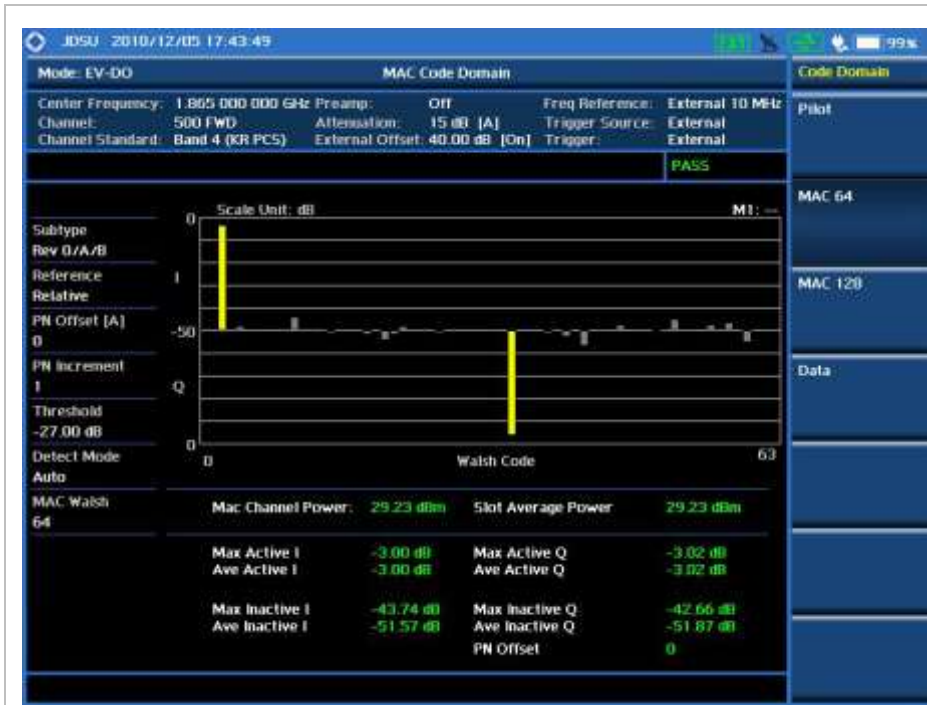 JDSU 2010/12/05 17:43:49
99%
Mode: EV-DO MAC Code Domain
Code Domain
Center Frequency: 1.865 000 000 GHz Preamp: Off Freq Reference: External 10 MHz
Channel: 500 FWD Attenuation: 15 dB [A] Trigger Source: External
Channel Standard: Band 4 (KR PCS) External Offset: 40.00 dB [On] Trigger: External
PASS
Pilot
MAC 64
MAC 128
Data
Subtype
Rev 0/A/B
Reference
Relative
PN Offset [A]
0
PN Increment
1
Threshold
-27.00 dB
Detect Mode
Auto
MAC Walsh
64
Scale Unit: dB M1: --
0
I
-50
Q
0
0 Walsh Code 63
Mac Channel Power: 29.23 dBm Slot Average Power 29.23 dBm
Max Active I -3.00 dB Max Active Q -3.02 dB
Ave Active I -3.00 dB Ave Active Q -3.02 dB
Max Inactive I -43.74 dB Max Inactive Q -42.66 dB
Ave Inactive I -51.57 dB Ave Inactive Q -51.87 dB
PN Offset 0